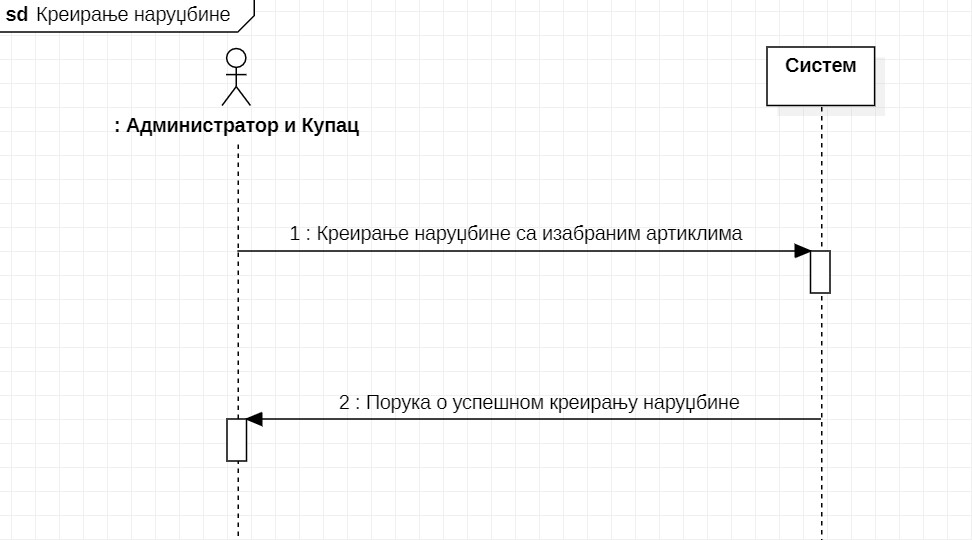 sd Креирање наруџбине
Систем
: Администратор и Купац
1 : Креирање наруџбине са изабраним артиклима
2 : Порука о успешном креирању наруџбине